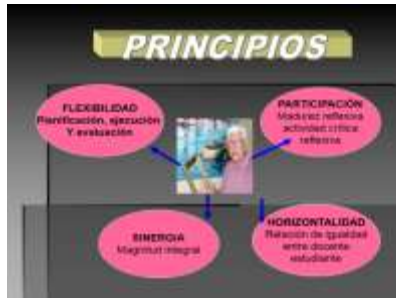 PRINCIPIOS
FLEXIBILIDAD
Planificación, ejecución
Y evaluación
PARTICIPACIÓN
Madurez reflexiva
actividad crítica
reflexiva
SINERGIA
Magnitud integral
HORIZONTALIDAD
Relación de igualdad
entre docente
estudiante